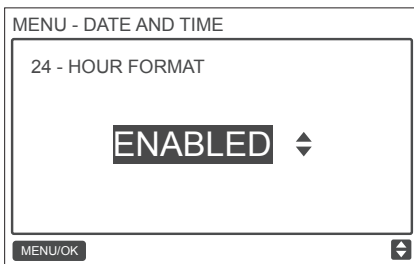 MENU - DATE AND TIME
24 - HOUR FORMAT
ENABLED
MENU/OK